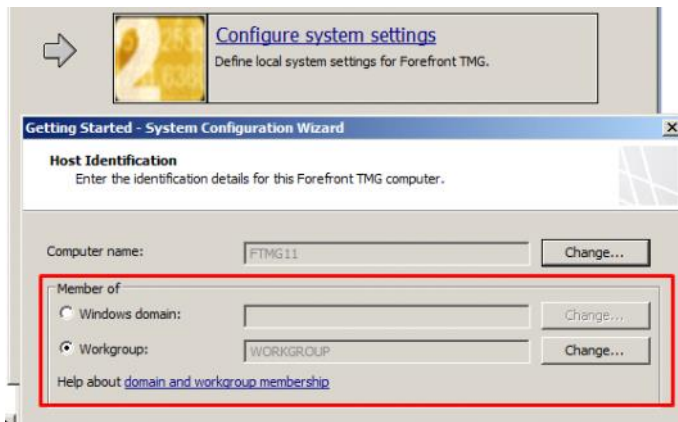 Configure system settings
Define local system settings for Forefront TMG.
Getting Started - System Configuration Wizard
Host Identification
Enter the identification details for this Forefront TMG computer.
Computer name: FTMG11 Change...
Member of
Windows domain: Change...
Workgroup: WORKGROUP Change...
Help about domain and workgroup membership